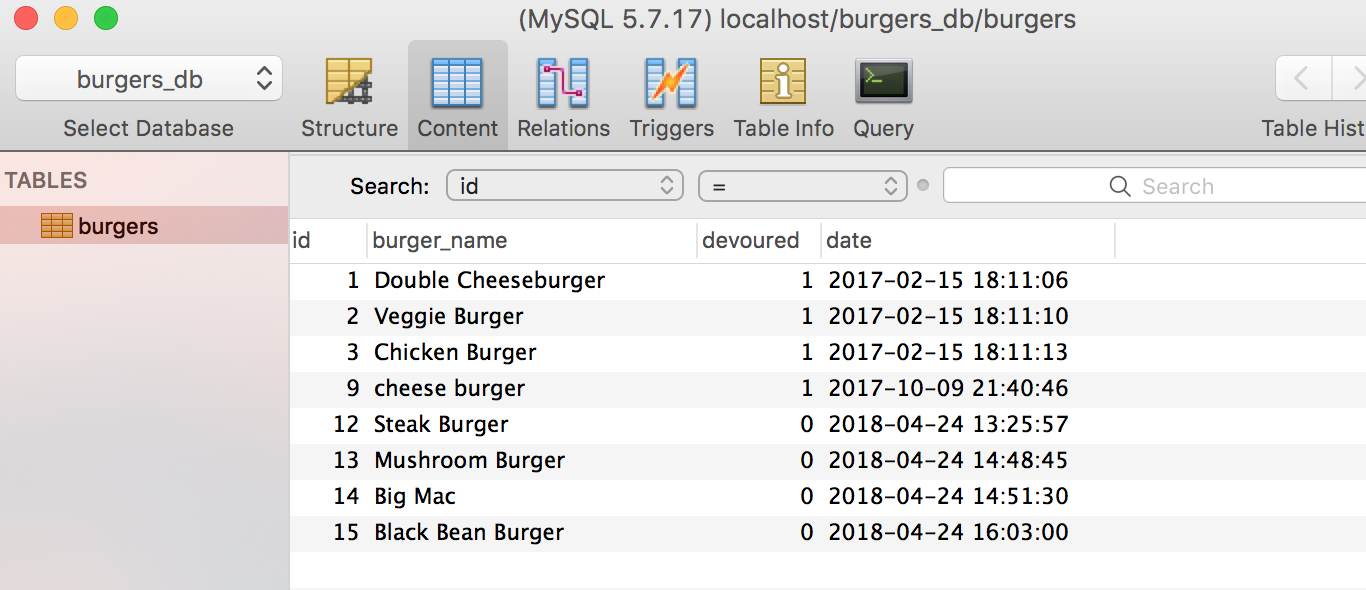 (MySQL 5.7.17) localhost/burgers_db/burgers
burgers_db
Select Database Structure Content Relations Triggers Table Info Query Table Hist
TABLES
burgers
Search: id = Search
id burger_name devoured date
1 Double Cheeseburger 1 2017-02-15 18:11:06
2 Veggie Burger 1 2017-02-15 18:11:10
3 Chicken Burger 1 2017-02-15 18:11:13
9 cheese burger 1 2017-10-09 21:40:46
12 Steak Burger 0 2018-04-24 13:25:57
13 Mushroom Burger 0 2018-04-24 14:48:45
14 Big Mac 0 2018-04-24 14:51:30
15 Black Bean Burger 0 2018-04-24 16:03:00